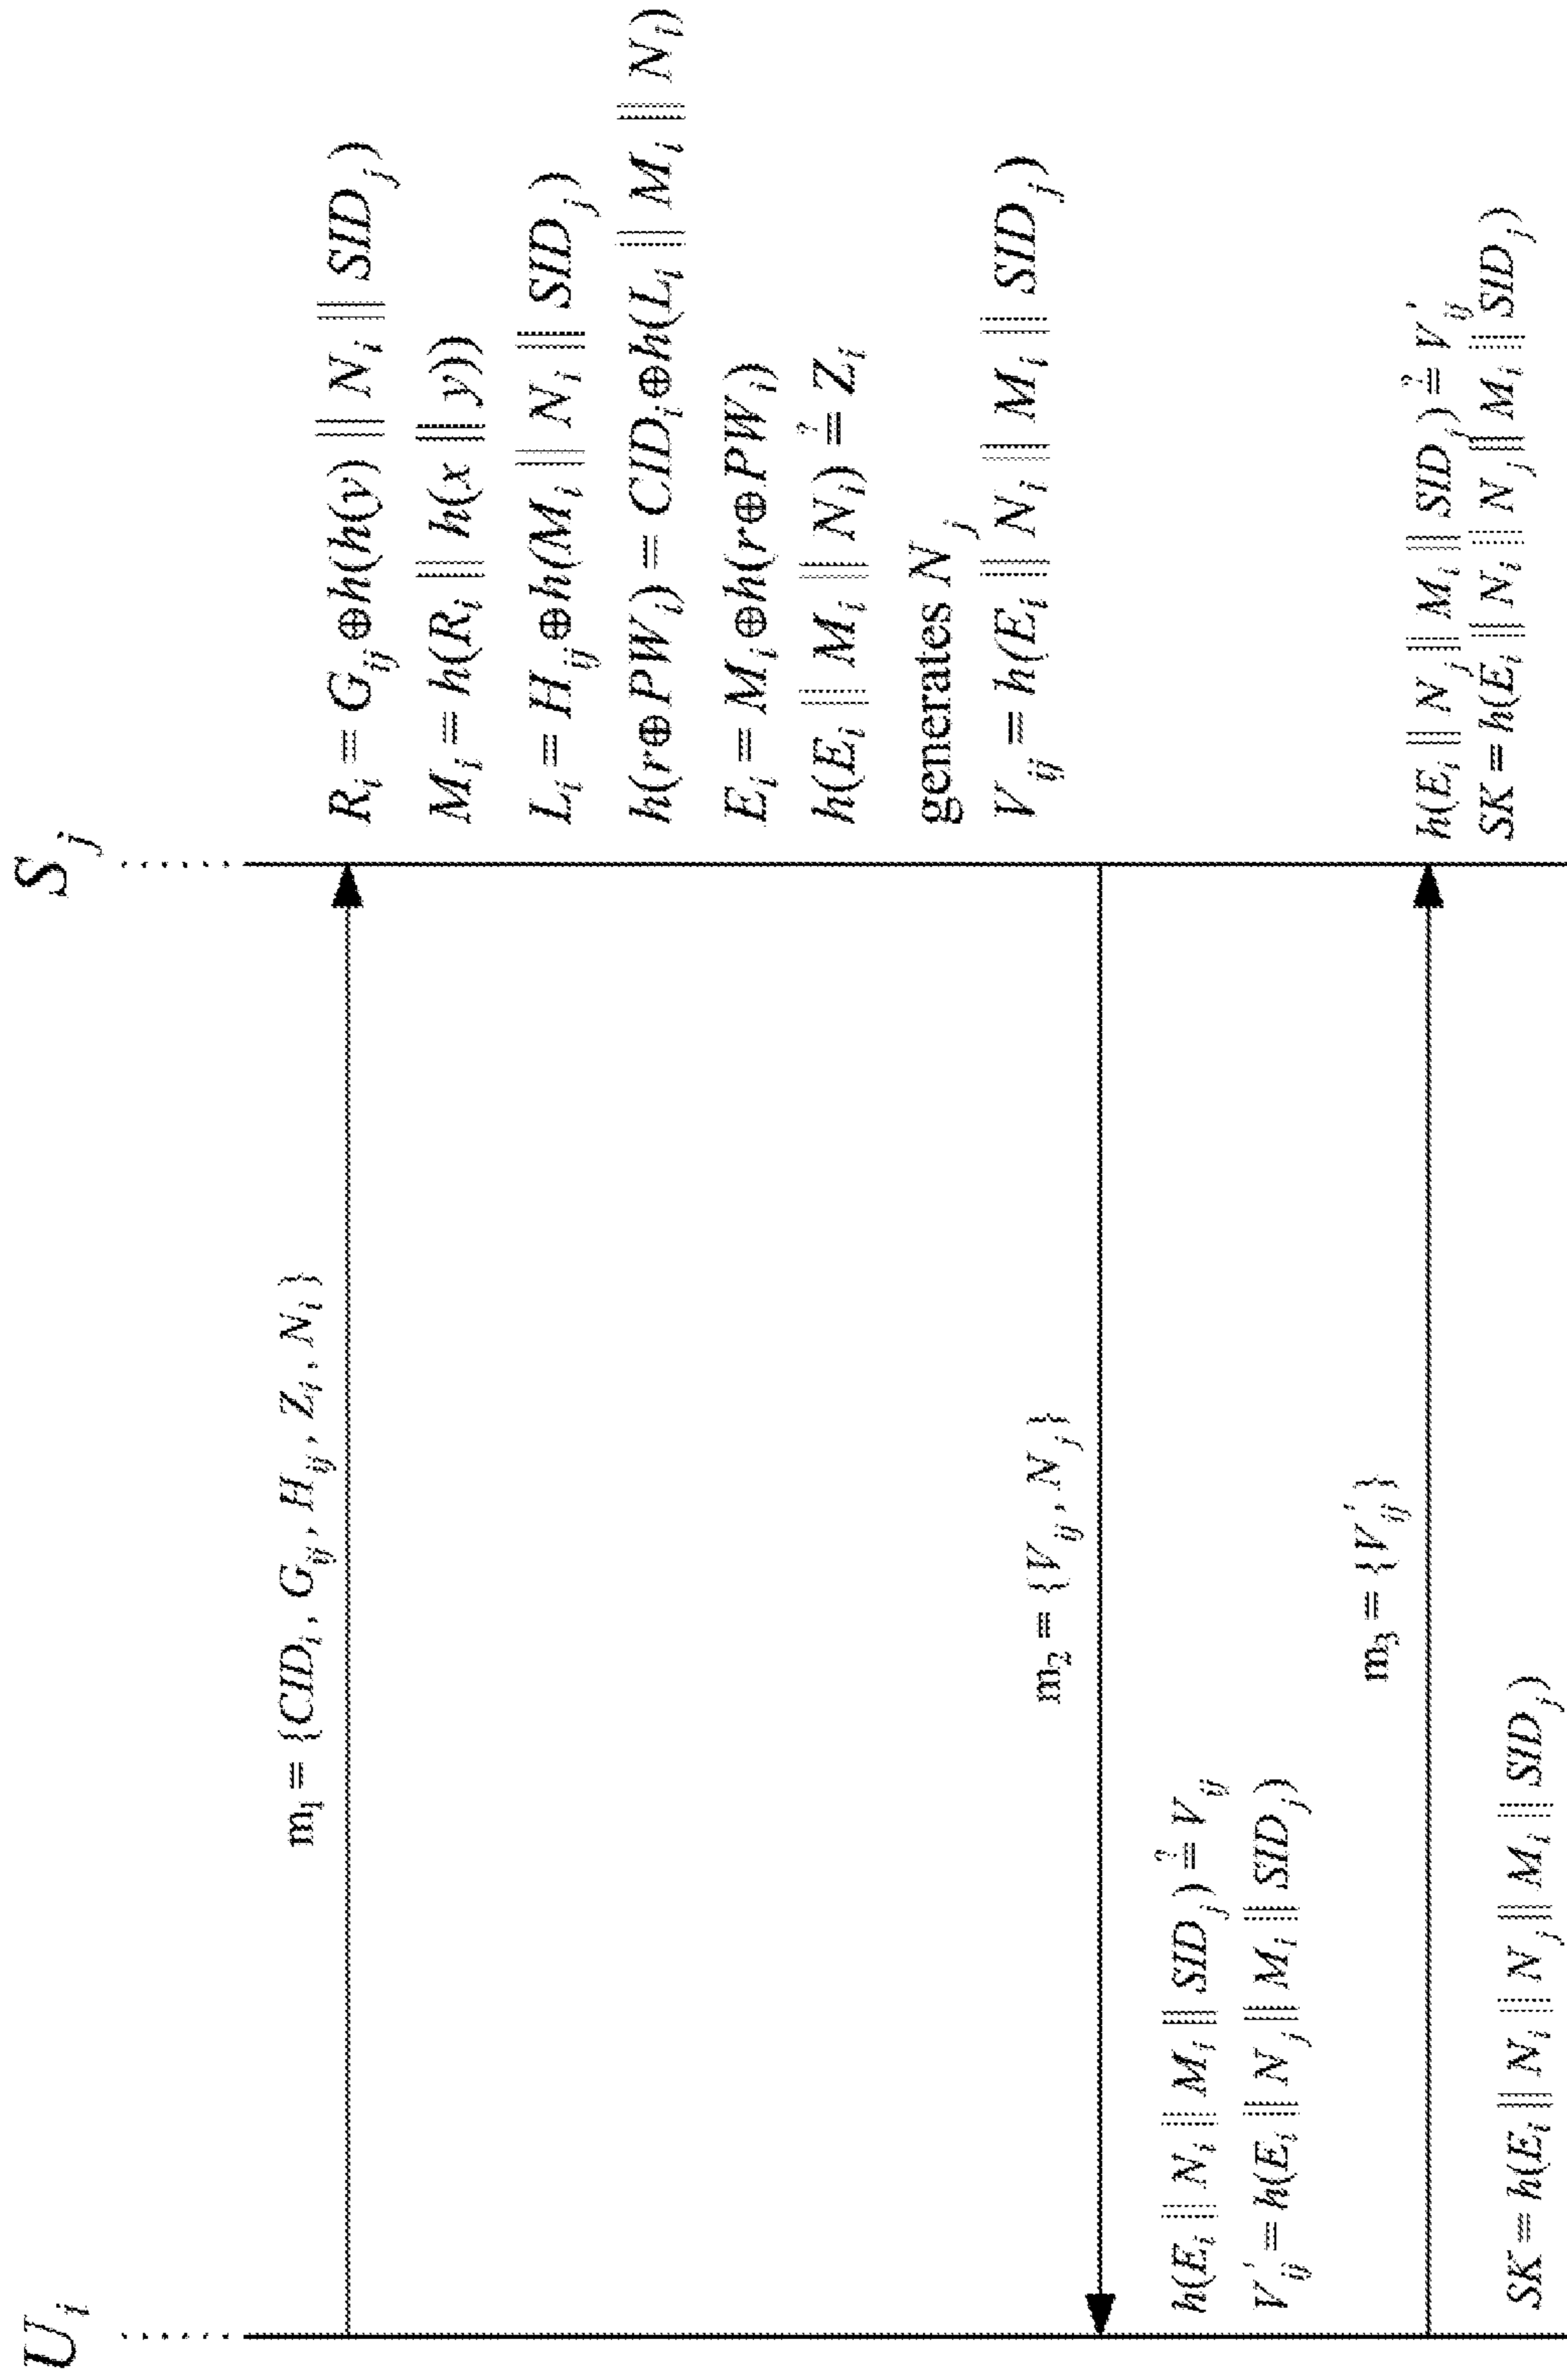 U_i S_j
m_1 = {CID_i, G_ij, H_ij, Z_i, N_i}
R_i = G_ij ⊕ h(h(y) ‖ N_i ‖ SID_j)
M_i = h(R_i ‖ h(x ‖ y))
L_i = H_ij ⊕ h(M_i ‖ N_i ‖ SID_j)
h(r ⊕ PW_i) = CID_i ⊕ h(L_i ‖ M_i ‖ N_i)
E_i = M_i ⊕ h(r ⊕ PW_i)
h(E_i ‖ M_i ‖ N_i) ≟ Z_i
generates N_j
V_ij = h(E_i ‖ N_i ‖ M_i ‖ SID_j)
m_2 = {V_ij, N_j}
h(E_i ‖ N_i ‖ M_i ‖ SID_j) ≟ V_ij
V'_ij = h(E_i ‖ N_j ‖ M_i ‖ SID_j)
m_3 = {V'_ij}
h(E_i ‖ N_j ‖ M_i ‖ SID_j) ≟ V'_ij
SK = h(E_i ‖ N_i ‖ N_j ‖ M_i ‖ SID_j)
SK = h(E_i ‖ N_i ‖ N_j ‖ M_i ‖ SID_j)